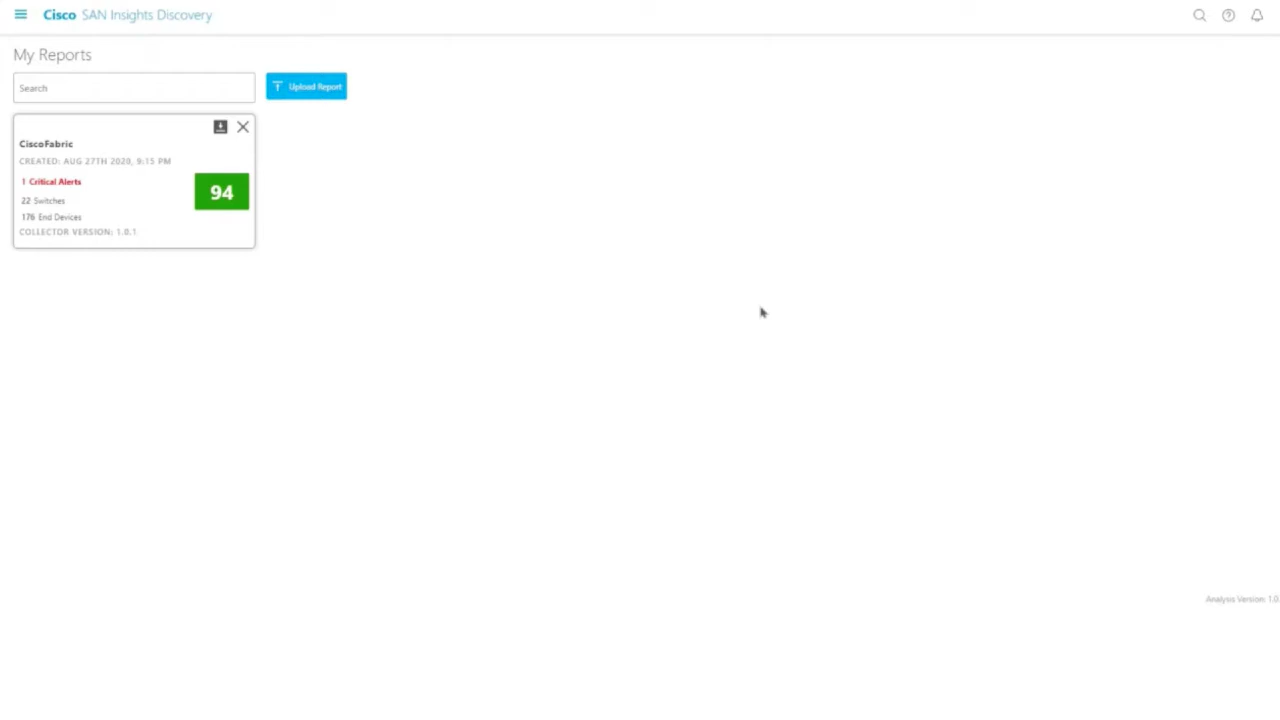 Cisco SAN Insights Discovery
My Reports
Search
Upload Report
CiscoFabric
CREATED: AUG 27TH 2020, 9:15 PM
1 Critical Alerts
94
22 Switches
176 End Devices
COLLECTOR VERSION: 1.0.1
Analysis Version: 1.0.